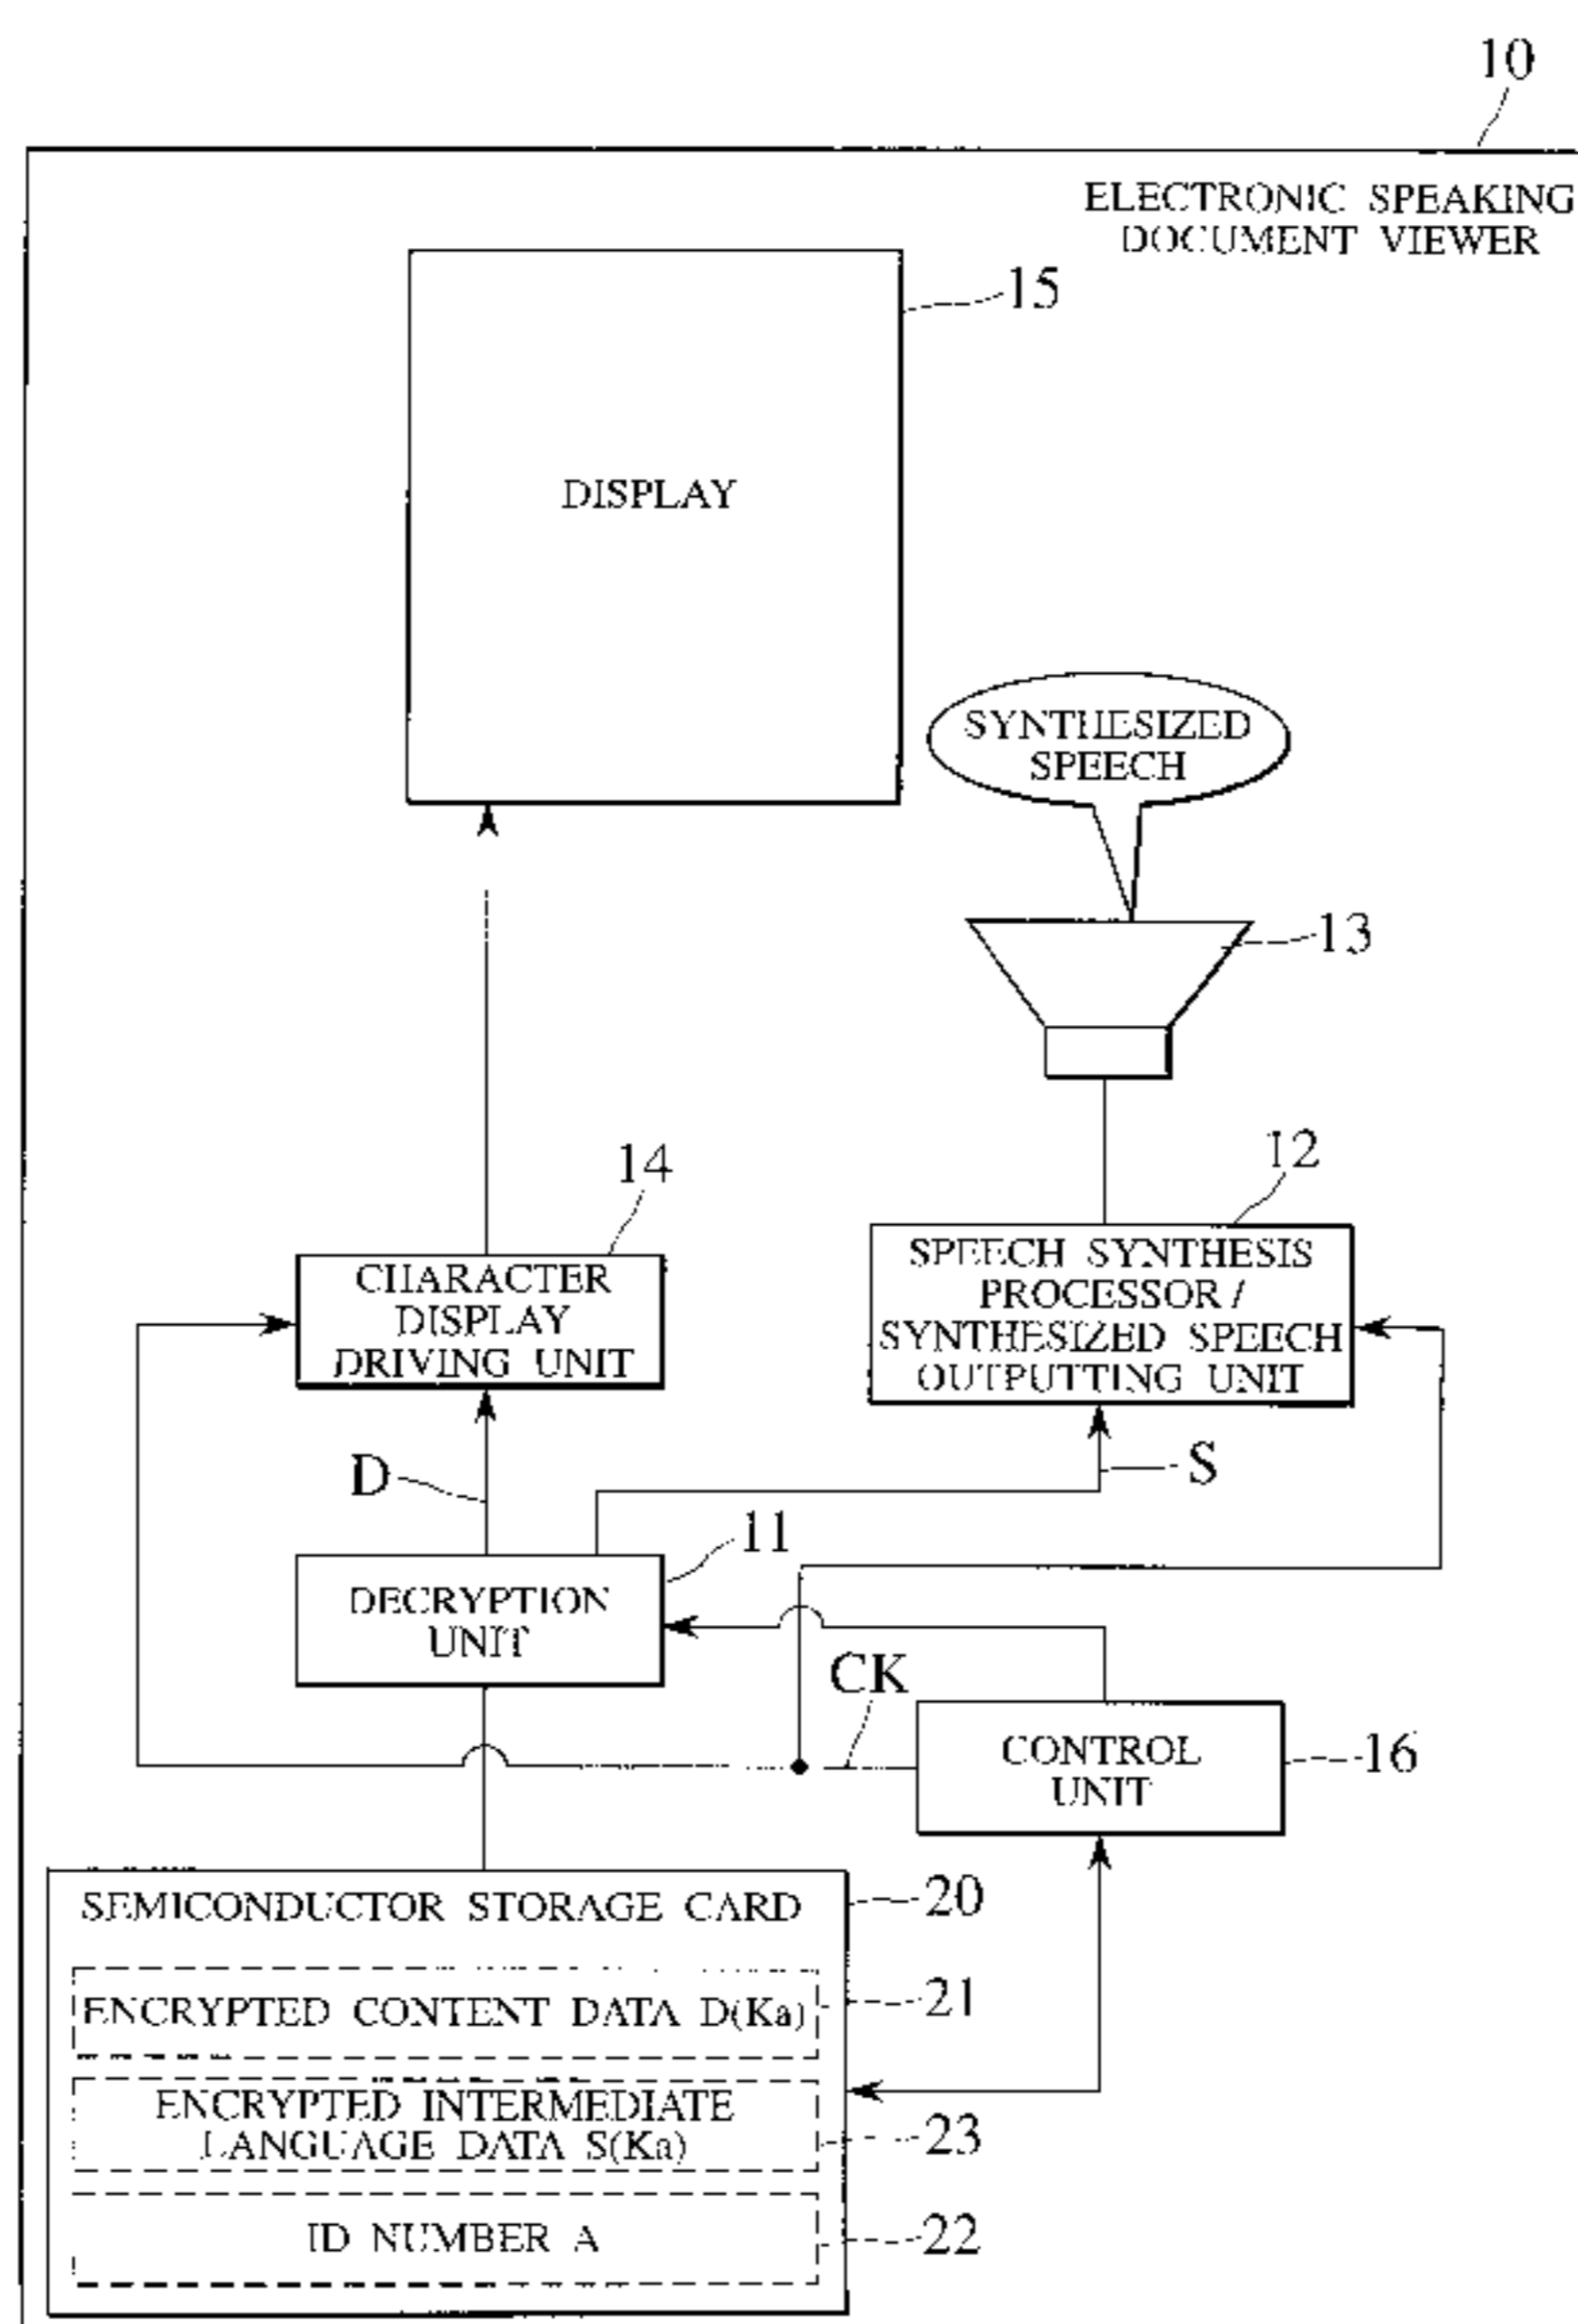 10
ELECTRONIC SPEAKING
DOCUMENT VIEWER
15
DISPLAY
SYNTHESIZED
SPEECH
13
12
14
SPEECH SYNTHESIS
PROCESSOR /
SYNTHESIZED SPEECH
OUTPUTTING UNIT
CHARACTER
DISPLAY
DRIVING UNIT
D
S
11
DECRYPTION
UNIT
CK
CONTROL
UNIT
16
SEMICONDUCTOR STORAGE CARD
20
ENCRYPTED CONTENT DATA D(Ka)
21
ENCRYPTED INTERMEDIATE
LANGUAGE DATA S(Ka)
23
ID NUMBER A
22